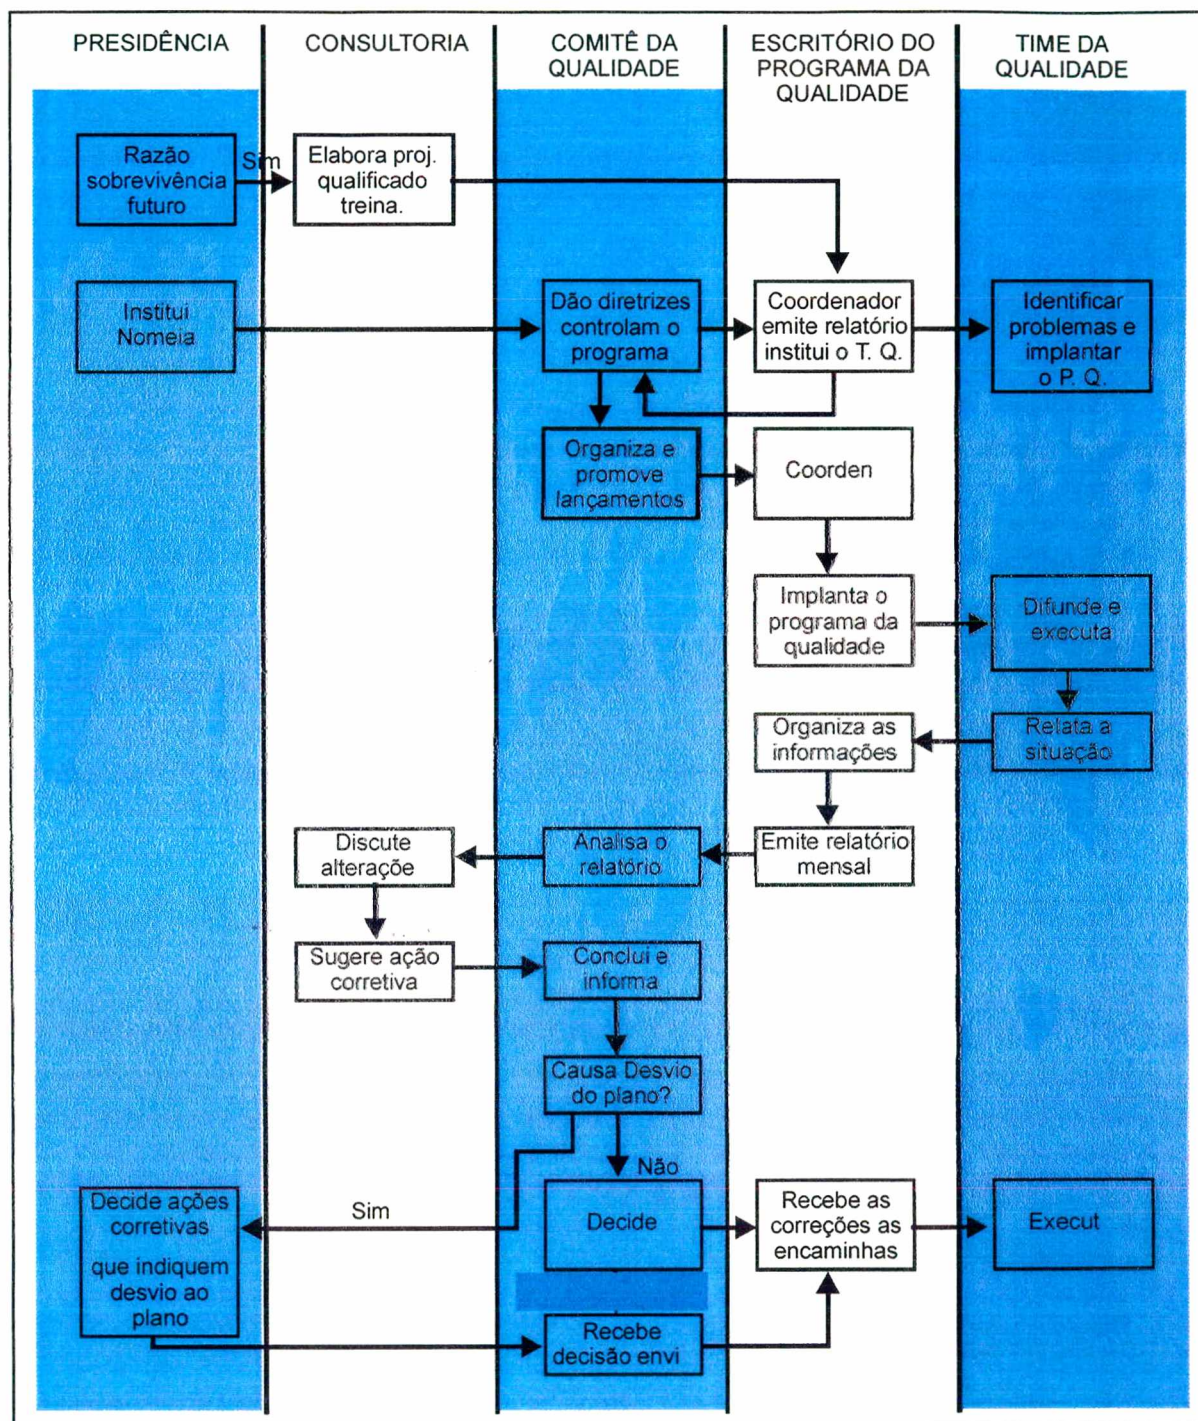 PRESIDÊNCIA
CONSULTORIA
COMITÊ DA
QUALIDADE
ESCRITÓRIO DO
PROGRAMA DA
QUALIDADE
TIME DA
QUALIDADE
Razão
sobrevivência
futuro
Sim
Elabora proj.
qualificado
treina.
Institui
Nomeia
Dão diretrizes
controlam o
programa
Coordenador
emite relatório
institui o T. Q.
Identificar
problemas e
implantar
o P. Q.
Organiza e
promove
lançamentos
Coorden
Implanta o
programa da
qualidade
Difunde e
executa
Organiza as
informações
Relata a
situação
Discute
alteraçõe
Analisa o
relatório
Emite relatório
mensal
Sugere ação
corretiva
Conclui e
informa
Causa Desvio
do plano?
Não
Decide ações
corretivas
que indiquem
desvio ao
plano
Sim
Decide
Recebe as
correções as
encaminhas
Execut
Recebe
decisão envi